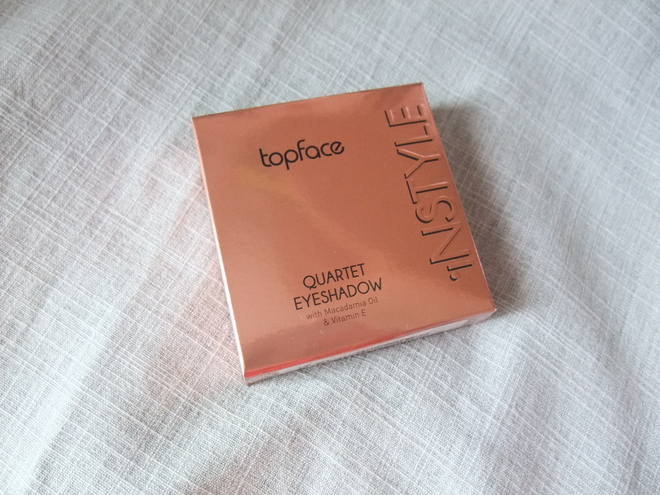 topface
QUARTET
EYESHADOW
with Macadamia Oil
& Vitamin E
'INSTYLE